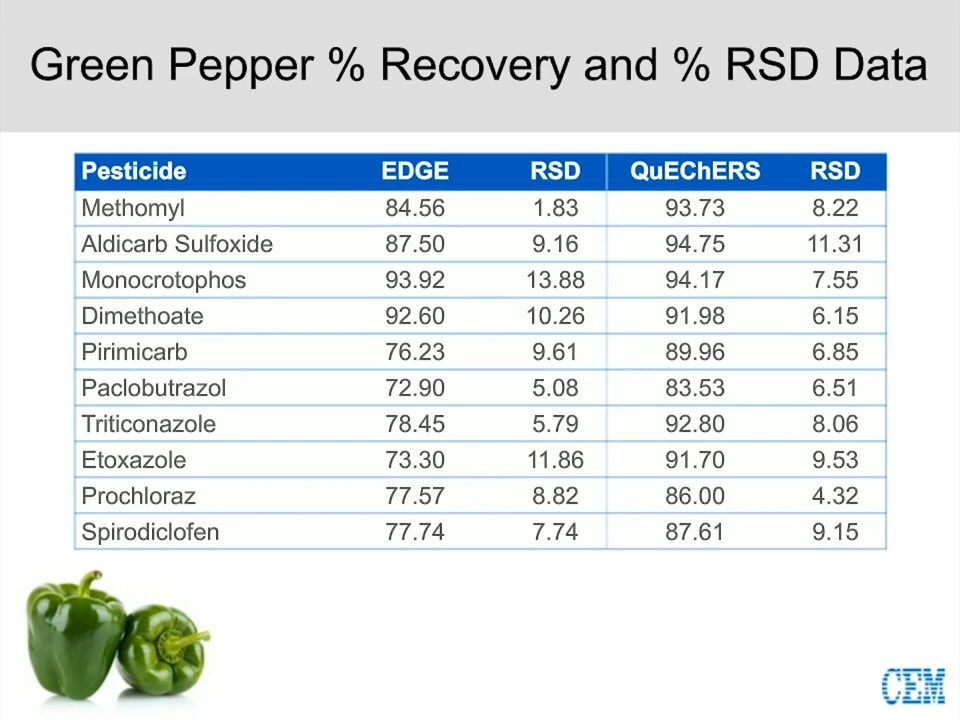 Green Pepper % Recovery and % RSD Data
Pesticide EDGE RSD QuEChERS RSD
Methomyl 84.56 1.83 93.73 8.22
Aldicarb Sulfoxide 87.50 9.16 94.75 11.31
Monocrotophos 93.92 13.88 94.17 7.55
Dimethoate 92.60 10.26 91.98 6.15
Pirimicarb 76.23 9.61 89.96 6.85
Paclobutrazol 72.90 5.08 83.53 6.51
Triticonazole 78.45 5.79 92.80 8.06
Etoxazole 73.30 11.86 91.70 9.53
Prochloraz 77.57 8.82 86.00 4.32
Spirodiclofen 77.74 7.74 87.61 9.15
CEM